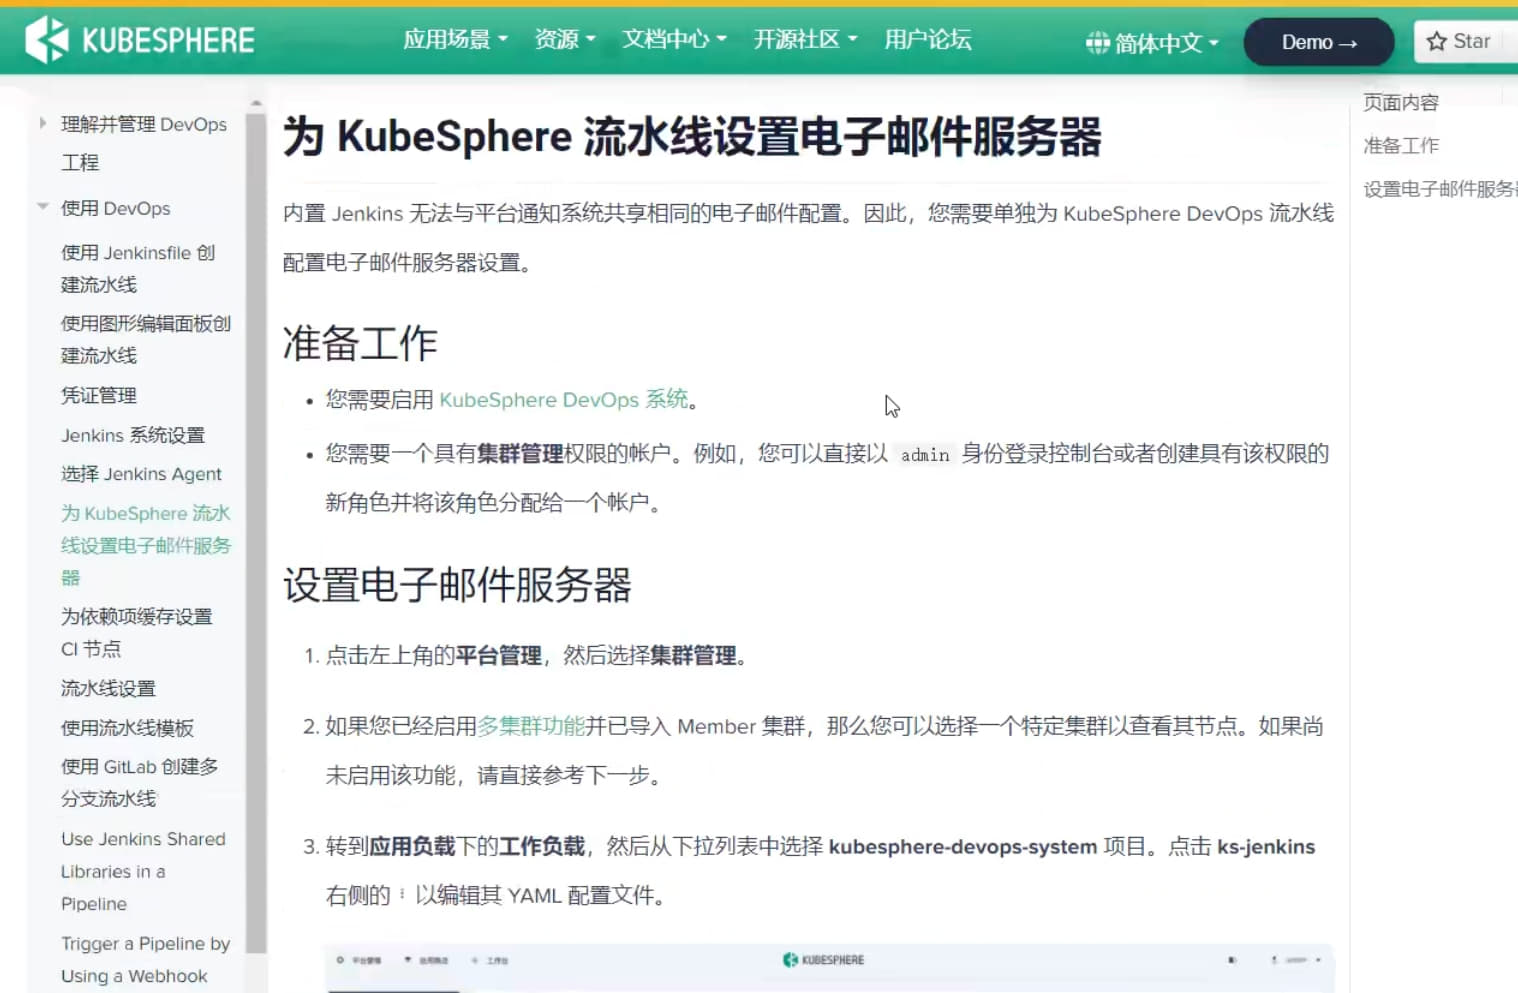 KUBESPHERE
应用场景
资源
文档中心
开源社区
用户论坛
简体中文
Demo →
Star
理解并管理 DevOps
工程
使用 DevOps
使用 Jenkinsfile 创
建流水线
使用图形编辑面板创
建流水线
凭证管理
Jenkins 系统设置
选择 Jenkins Agent
为 KubeSphere 流水
线设置电子邮件服务
器
为依赖项缓存设置
CI 节点
流水线设置
使用流水线模板
使用 GitLab 创建多
分支流水线
Use Jenkins Shared
Libraries in a
Pipeline
Trigger a Pipeline by
Using a Webhook
为 KubeSphere 流水线设置电子邮件服务器
内置 Jenkins 无法与平台通知系统共享相同的电子邮件配置。因此，您需要单独为 KubeSphere DevOps 流水线
配置电子邮件服务器设置。
准备工作
• 您需要启用 KubeSphere DevOps 系统。
• 您需要一个具有集群管理权限的帐户。例如，您可以直接以 admin 身份登录控制台或者创建具有该权限的
新角色并将该角色分配给一个帐户。
设置电子邮件服务器
1. 点击左上角的平台管理，然后选择集群管理。
2. 如果您已经启用多集群功能并已导入 Member 集群，那么您可以选择一个特定集群以查看其节点。如果尚
未启用该功能，请直接参考下一步。
3. 转到应用负载下的工作负载，然后从下拉列表中选择 kubesphere-devops-system 项目。点击 ks-jenkins
右侧的 ⋮ 以编辑其 YAML 配置文件。
平台管理
应用商店
工作台
KUBESPHERE
页面内容
准备工作
设置电子邮件服务器